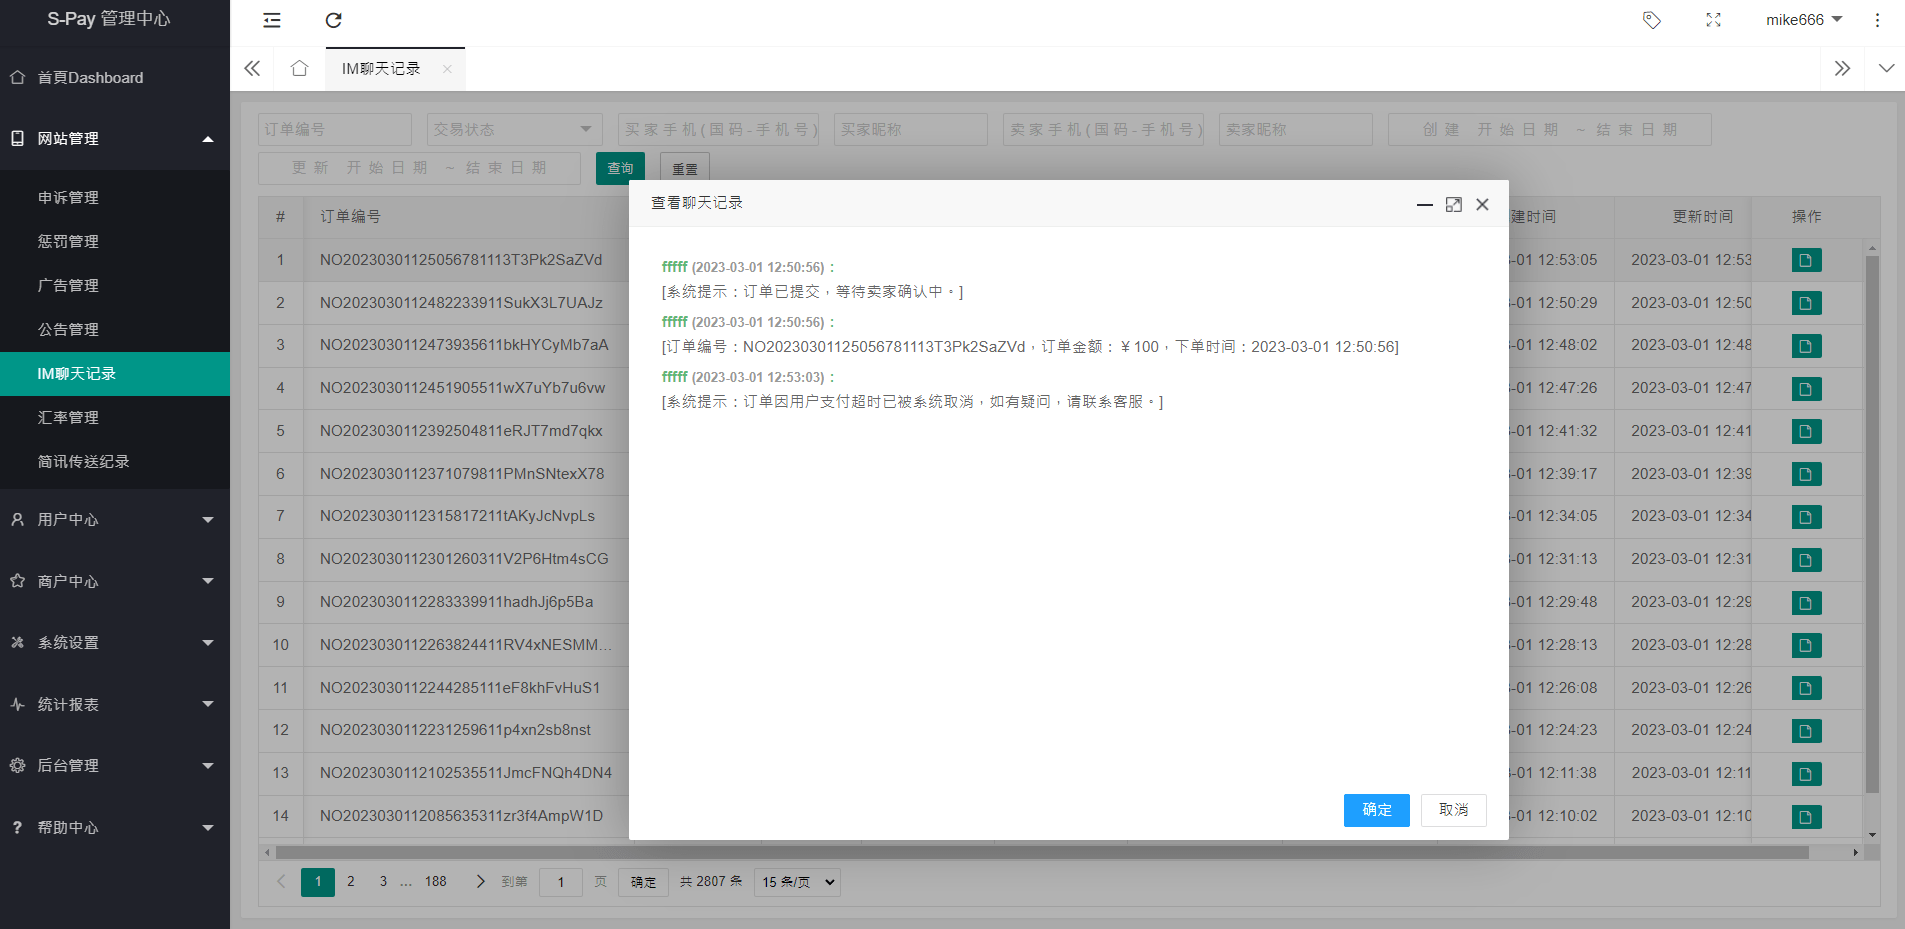 S-Pay 管理中心
mike666
IM聊天记录
首頁Dashboard
网站管理
申诉管理
惩罚管理
广告管理
公告管理
IM聊天记录
汇率管理
简讯传送纪录
用户中心
商户中心
系统设置
统计报表
后台管理
帮助中心
订单编号 交易状态 买家手机(国码-手机号) 买家昵称 卖家手机(国码-手机号) 卖家昵称 创建 开始日期 ~ 结束日期
更新 开始日期 ~ 结束日期 查询 重置
# 订单编号 建时间 更新时间 操作
1 NO20230301125056781113T3Pk2SaZVd -01 12:53:05 2023-03-01 12:53
2 NO2023030112482233911SukX3L7UAJz -01 12:50:29 2023-03-01 12:50
3 NO2023030112473935611bkHYCyMb7aA -01 12:48:02 2023-03-01 12:48
4 NO2023030112451905511wX7uYb7u6vw -01 12:47:26 2023-03-01 12:47
5 NO2023030112392504811eRJT7md7qkx -01 12:41:32 2023-03-01 12:41
6 NO2023030112371079811PMnSNtexX78 -01 12:39:17 2023-03-01 12:39
7 NO2023030112315817211tAKyJcNvpLs -01 12:34:05 2023-03-01 12:34
8 NO2023030112301260311V2P6Htm4sCG -01 12:31:13 2023-03-01 12:31
9 NO2023030112283339911hadhJj6p5Ba -01 12:29:48 2023-03-01 12:29
10 NO2023030112263824411RV4xNESMM... -01 12:28:13 2023-03-01 12:28
11 NO2023030112244285111eF8khFvHuS1 -01 12:26:08 2023-03-01 12:26
12 NO2023030112231259611p4xn2sb8nst -01 12:24:23 2023-03-01 12:24
13 NO2023030112102535511JmcFNQh4DN4 -01 12:11:38 2023-03-01 12:11
14 NO2023030112085635311zr3f4AmpW1D -01 12:10:02 2023-03-01 12:10
查看聊天记录
fffff (2023-03-01 12:50:56)：
[系统提示：订单已提交，等待卖家确认中。]
fffff (2023-03-01 12:50:56)：
[订单编号：NO20230301125056781113T3Pk2SaZVd，订单金额：￥100，下单时间：2023-03-01 12:50:56]
fffff (2023-03-01 12:53:03)：
[系统提示：订单因用户支付超时已被系统取消，如有疑问，请联系客服。]
确定 取消
1 2 3 … 188 到第 1 页 确定 共 2807 条 15 条/页